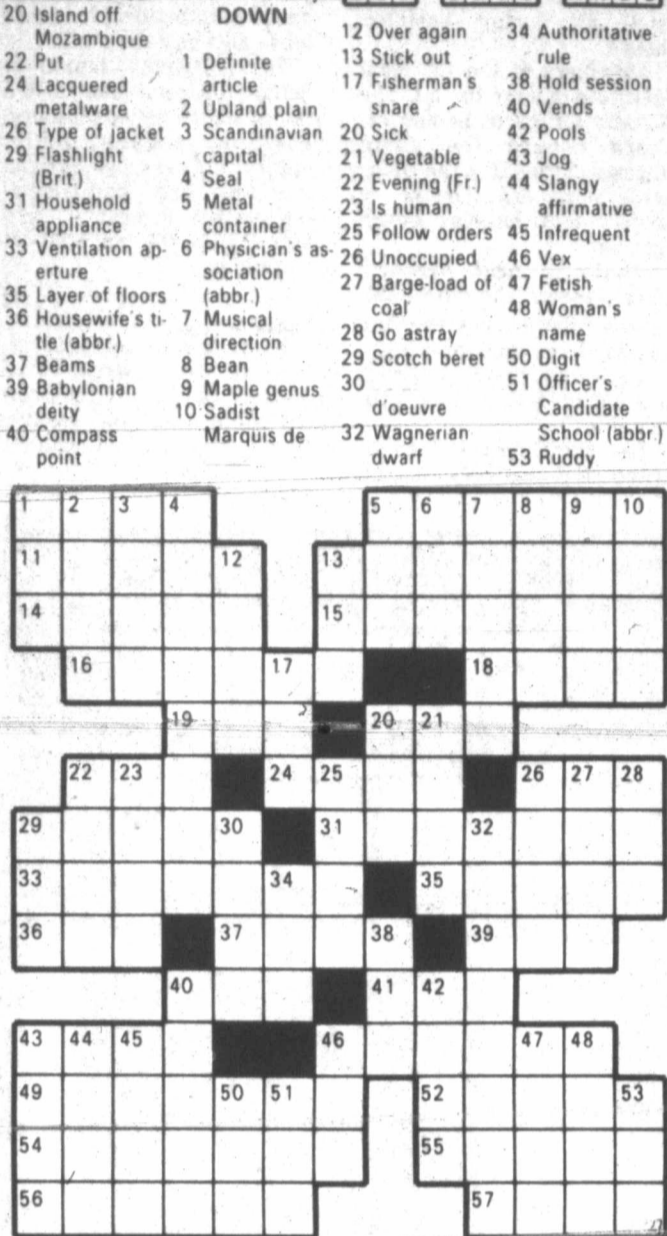 20 Island off
Mozambique
22 Put
24 Lacquered
metalware
26 Type of jacket
29 Flashlight
(Brit.)
31 Household
appliance
33 Ventilation ap-
erture
35 Layer of floors
36 Housewife's ti-
tle (abbr.)
37 Beams
39 Babylonian
deity
40 Compass
point
DOWN
1 Definite
article
2 Upland plain
3 Scandinavian
capital
4 Seal
5 Metal
container
6 Physician's as-
sociation
(abbr.)
7 Musical
direction
8 Bean
9 Maple genus
10 Sadist
Marquis de
12 Over again
13 Stick out
17 Fisherman's
snare
20 Sick
21 Vegetable
22 Evening (Fr.)
23 Is human
25 Follow orders
26 Unoccupied
27 Barge-load of
coal
28 Go astray
29 Scotch beret
30
d'oeuvre
32 Wagnerian
dwarf
34 Authoritative
rule
38 Hold session
40 Vends
42 Pools
43 Jog
44 Slangy
affirmative
45 Infrequent
46 Vex
47 Fetish
48 Woman's
name
50 Digit
51 Officer's
Candidate
School (abbr.)
53 Ruddy
1 2 3 4 5 6 7 8 9 10
11 12 13
14 15
16 17 18
19 20 21
22 23 24 25 26 27 28
29 30 31 32
33 34 35
36 37 38 39
40 41 42
43 44 45 46 47 48
49 50 51 52 53
54 55
56 57